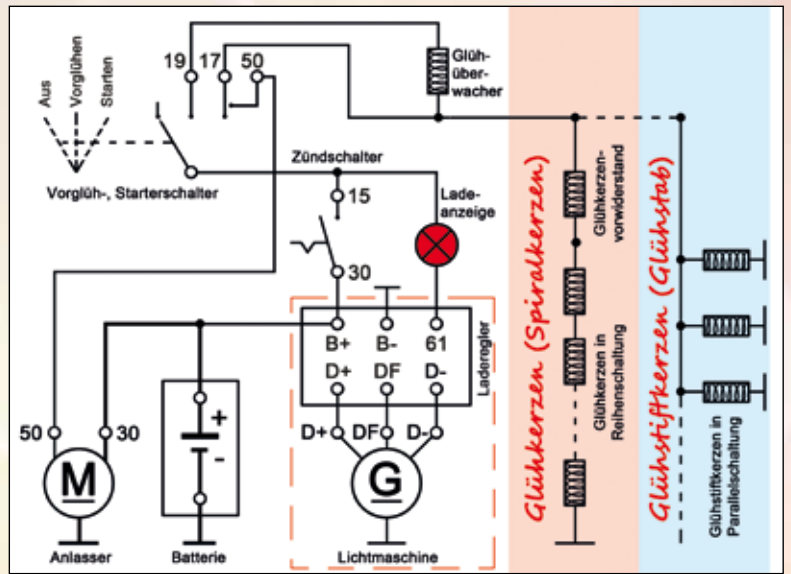 19 17 50
Glüh-
über-
wacher
Aus
Vorglühen
Starten
Zündschalter
Vorglüh-, Starterschalter
15
Lade-
anzeige
30
B+ B- 61
D+ DF D-
Laderegler
D+ DF D-
G
Lichtmaschine
50 30
M
Anlasser
+
-
Batterie
Glühkerzen (Spiralkerzen)
Glühkerzen-
vorwiderstand
Glühkerzen in
Reihenschaltung
Glühstiftkerzen (Glühstab)
Glühstiftkerzen in
Parallelschaltung